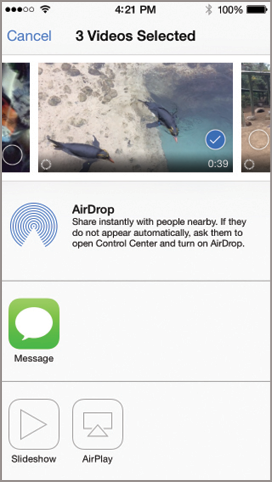 4:21 PM 100%
Cancel 3 Videos Selected
0:39
AirDrop
Share instantly with people nearby. If they
do not appear automatically, ask them to
open Control Center and turn on AirDrop.
Message
Slideshow AirPlay